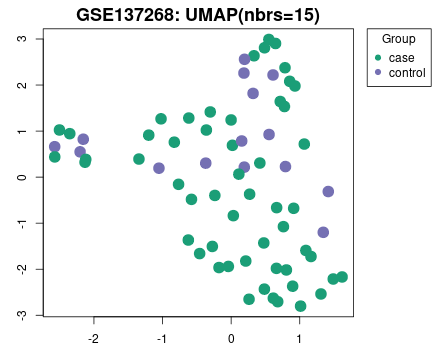 GSE137268: UMAP(nbrs=15)
Group
case
control
3
2
1
0
-1
-2
-3
-2
-1
0
1